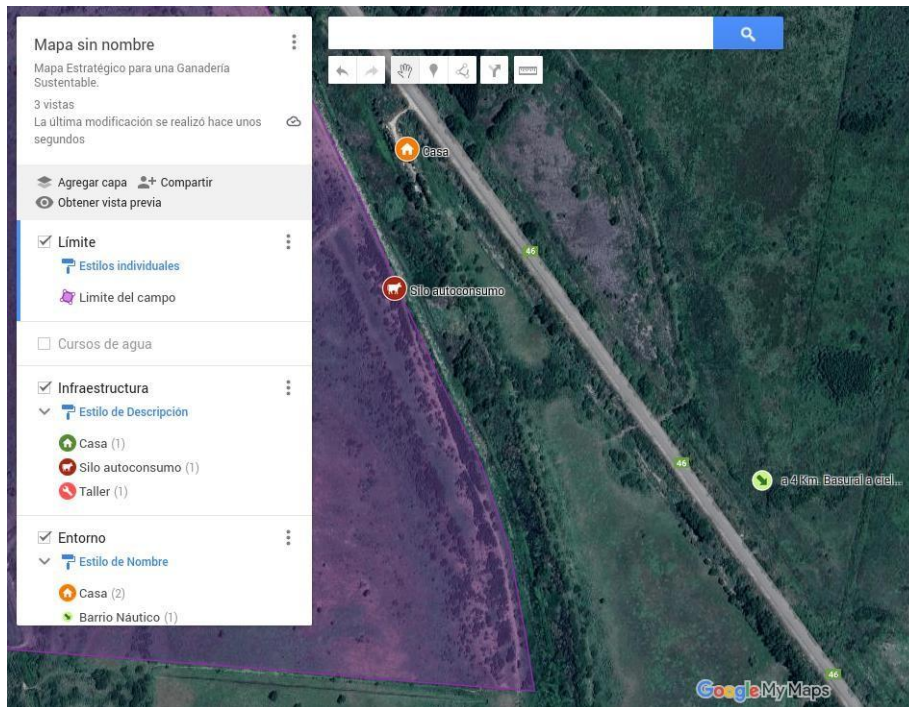 Mapa sin nombre
Mapa Estratégico para una Ganadería
Sustentable.
3 vistas
La última modificación se realizó hace unos
segundos
Agregar capa Compartir
Obtener vista previa
Límite
Estilos individuales
Limite del campo
Cursos de agua
Infraestructura
Estilo de Descripción
Casa (1)
Silo autoconsumo (1)
Taller (1)
Entorno
Estilo de Nombre
Casa (2)
Barrio Náutico (1)
Casa
46
Silo autoconsumo
46
a 4 Km. Basural a ciel...
46
Google My Maps